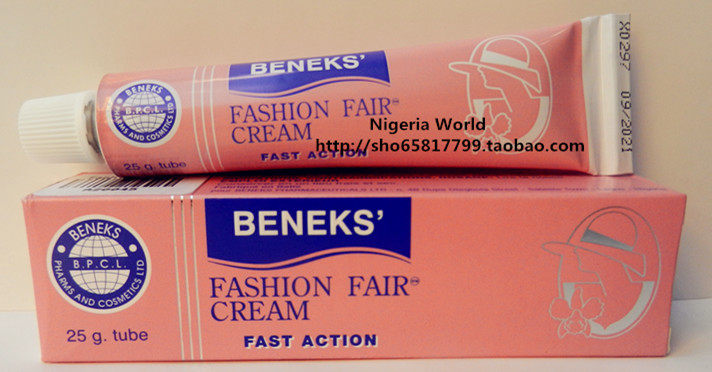 BENEKS'
BENEKS
B.P.C.L.
PHARMS AND COSMETICS LTD
FASHION FAIR
CREAM
FAST ACTION
25 g. tube
09/2021
Nigeria World
http://sho65817799.taobao.com
BENEKS'
BENEKS
B.P.C.L.
PHARMS AND COSMETICS LTD
FASHION FAIR
CREAM
FAST ACTION
25 g. tube